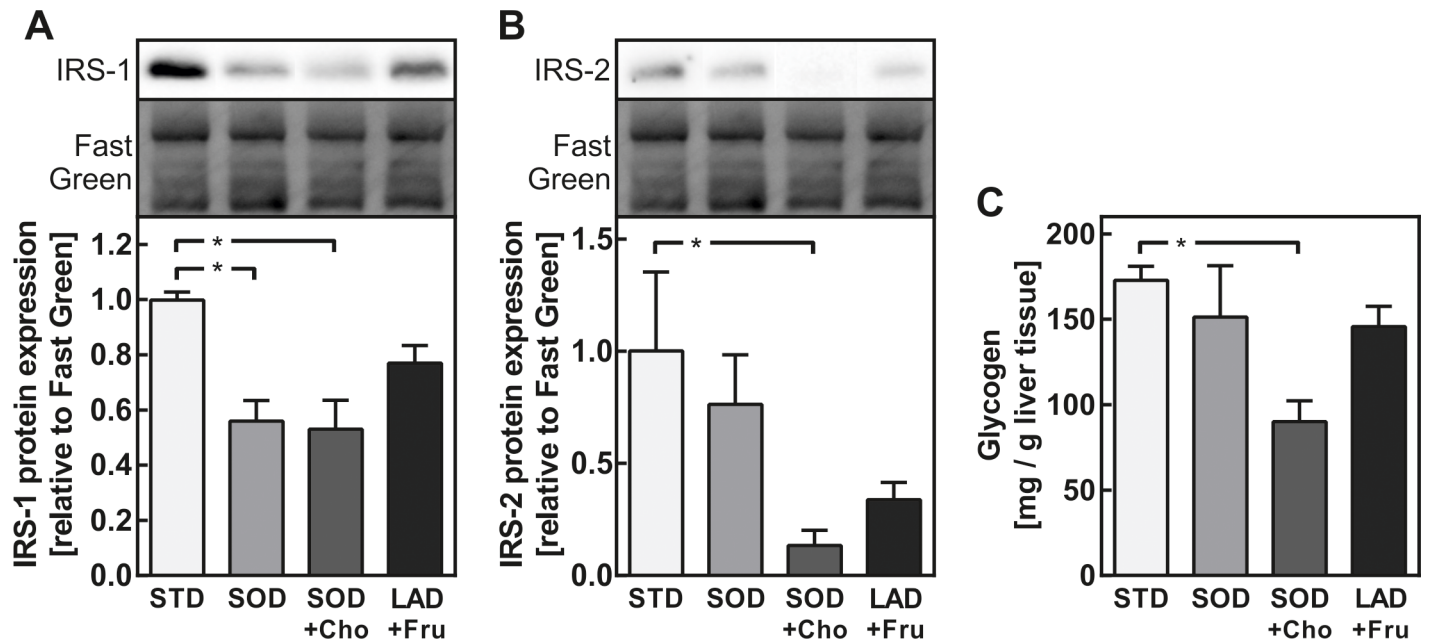 A
IRS-1
Fast
Green
IRS-1 protein expression
[relative to Fast Green]
1.2
1.0
0.8
0.6
0.4
0.2
0.0
*
*
STD
SOD
SOD
+Cho
LAD
+Fru
B
IRS-2
Fast
Green
IRS-2 protein expression
[relative to Fast Green]
1.5
1.0
0.5
0.0
*
STD
SOD
SOD
+Cho
LAD
+Fru
C
Glycogen
[mg / g liver tissue]
200
150
100
50
0
*
STD
SOD
SOD
+Cho
LAD
+Fru